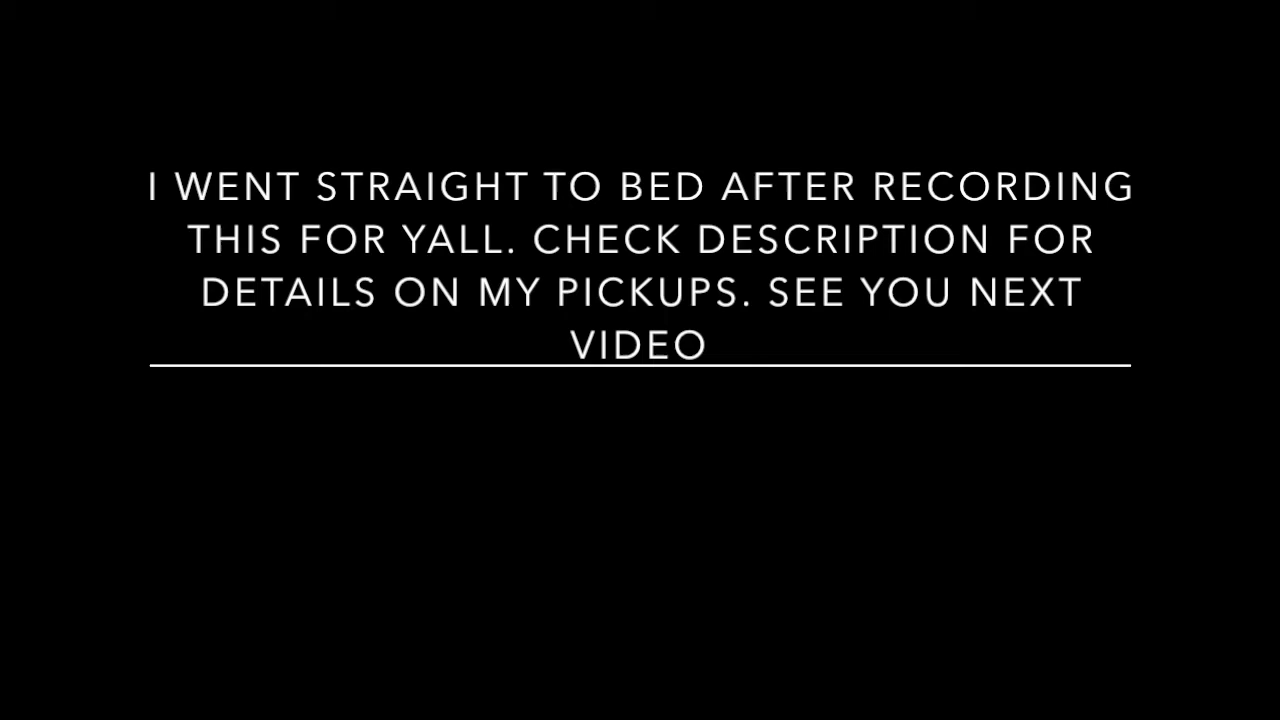 I WENT STRAIGHT TO BED AFTER RECORDING
THIS FOR YALL. CHECK DESCRIPTION FOR
DETAILS ON MY PICKUPS. SEE YOU NEXT
VIDEO